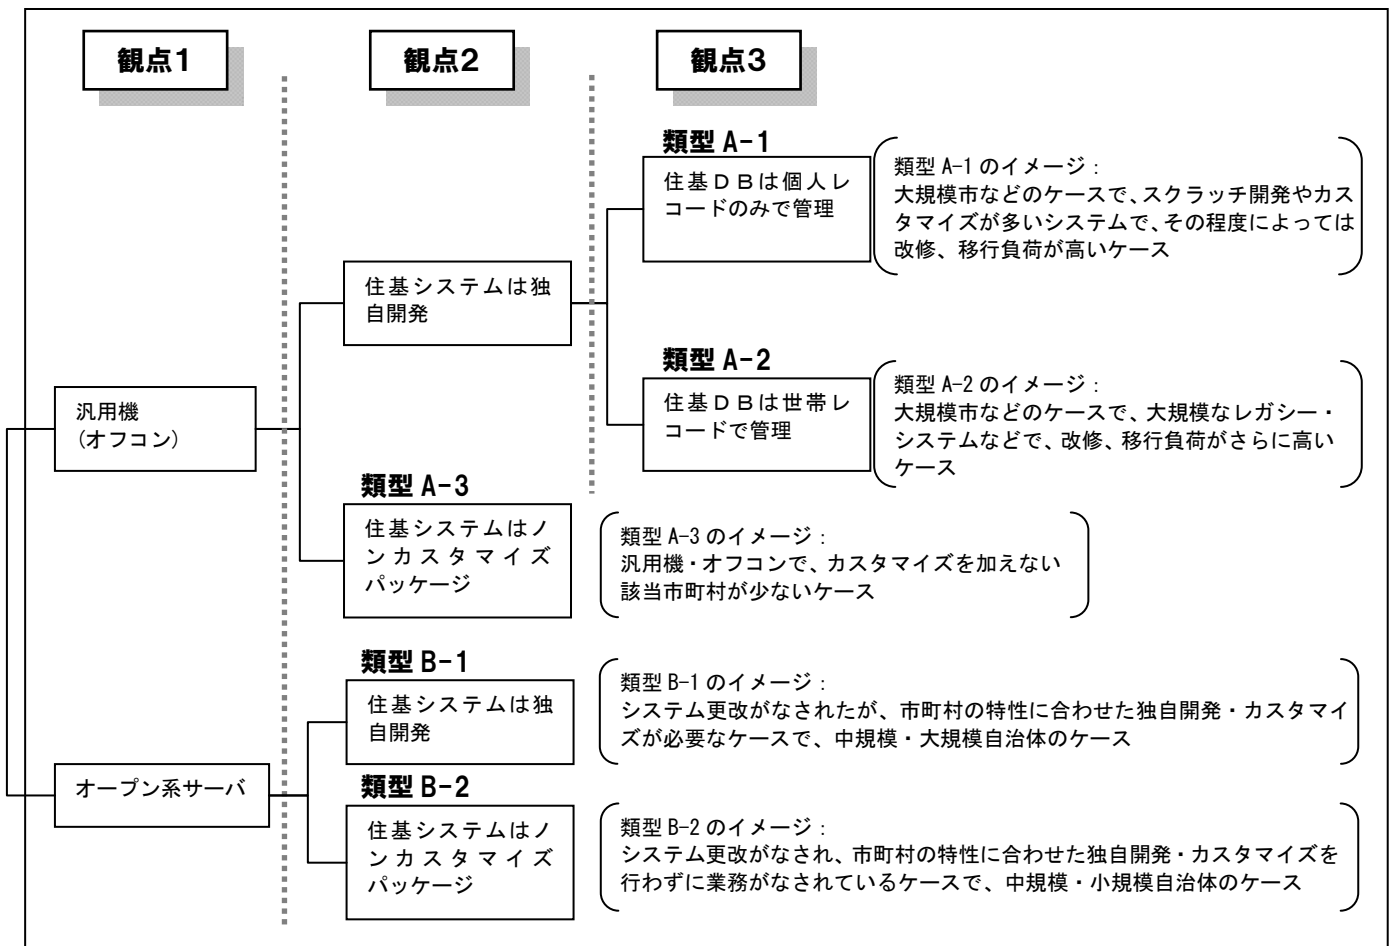 観点1
観点2
観点3
類型 A-1
住基ＤＢは個人レ
コードのみで管理
類型 A-1 のイメージ：
大規模市などのケースで、スクラッチ開発やカス
タマイズが多いシステムで、その程度によっては
改修、移行負荷が高いケース
住基システムは独
自開発
類型 A-2
住基ＤＢは世帯レ
コードで管理
類型 A-2 のイメージ：
大規模市などのケースで、大規模なレガシー・
システムなどで、改修、移行負荷がさらに高い
ケース
汎用機
(オフコン)
類型 A-3
住基システムはノ
ンカスタマイズ
パッケージ
類型 A-3 のイメージ：
汎用機・オフコンで、カスタマイズを加えない
該当市町村が少ないケース
類型 B-1
住基システムは独
自開発
類型 B-1 のイメージ：
システム更改がなされたが、市町村の特性に合わせた独自開発・カスタマイ
ズが必要なケースで、中規模・大規模自治体のケース
オープン系サーバ
類型 B-2
住基システムはノ
ンカスタマイズ
パッケージ
類型 B-2 のイメージ：
システム更改がなされ、市町村の特性に合わせた独自開発・カスタマイズを
行わずに業務がなされているケースで、中規模・小規模自治体のケース